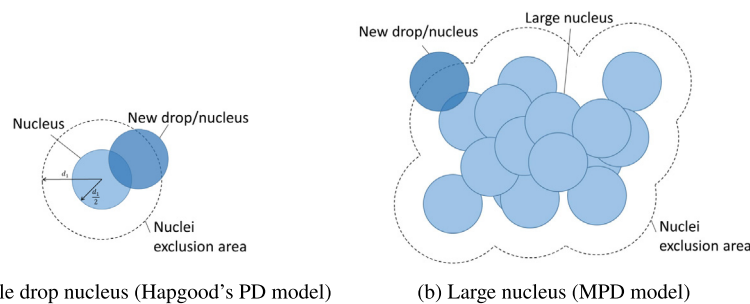 Nucleus
New drop/nucleus
d₁
d₁/2
Nuclei
exclusion area
le drop nucleus (Hapgood's PD model)
Large nucleus
New drop/nucleus
Nuclei
exclusion area
(b) Large nucleus (MPD model)